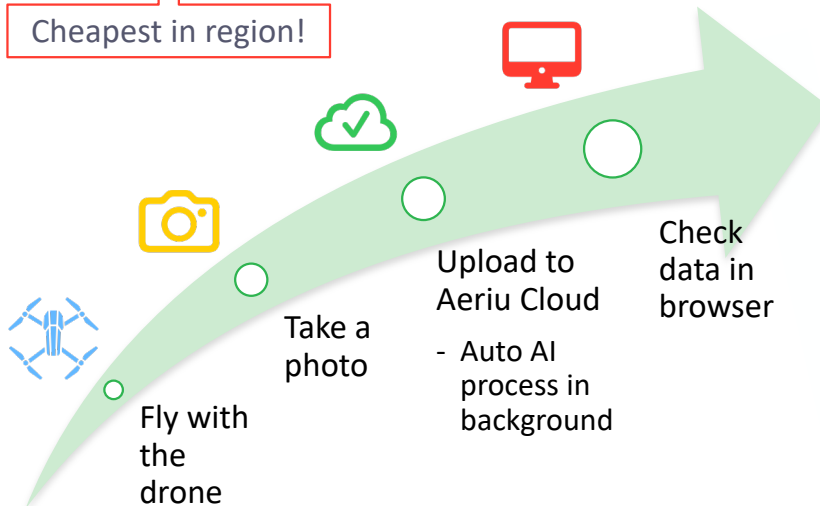 Cheapest in region!
Fly with
the
drone
Take a
photo
Upload to
Aeriu Cloud
- Auto AI
process in
background
Check
data in
browser